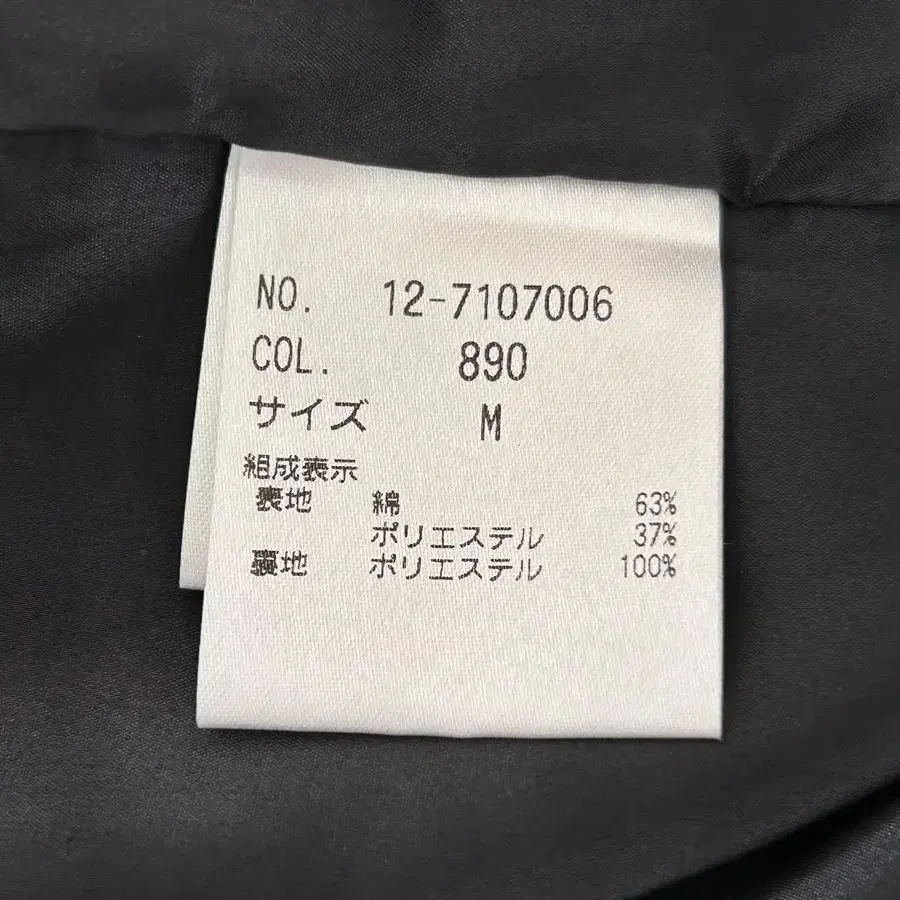 NO. 12-7107006
COL. 890
サイズ M
組成表示
表地 綿 63%
ポリエステル 37%
裏地 ポリエステル 100%